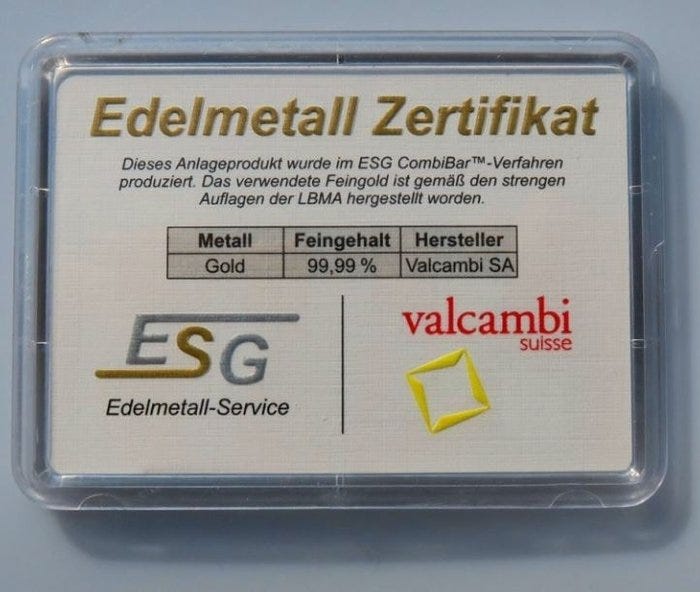 Edelmetall Zertifikat
Dieses Anlageprodukt wurde im ESG CombiBar™-Verfahren
produziert. Das verwendete Feingold ist gemäß den strengen
Auflagen der LBMA hergestellt worden.
Metall Feingehalt Hersteller
Gold 99,99 % Valcambi SA
ESG
Edelmetall-Service
valcambi
suisse